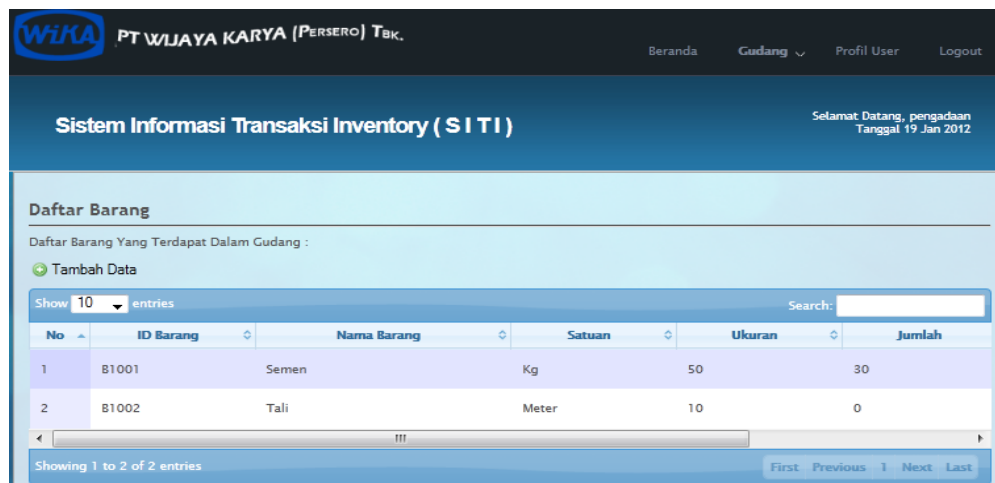 WiKA PT WIJAYA KARYA (PERSERO) TBK.
Beranda Gudang Profil User Logout
Sistem Informasi Transaksi Inventory ( S I T I )
Selamat Datang, pengadaan
Tanggal 19 Jan 2012
Daftar Barang
Daftar Barang Yang Terdapat Dalam Gudang :
Tambah Data
Show 10 entries Search:
No ID Barang Nama Barang Satuan Ukuran Jumlah
1 B1001 Semen Kg 50 30
2 B1002 Tali Meter 10 0
Showing 1 to 2 of 2 entries First Previous 1 Next Last